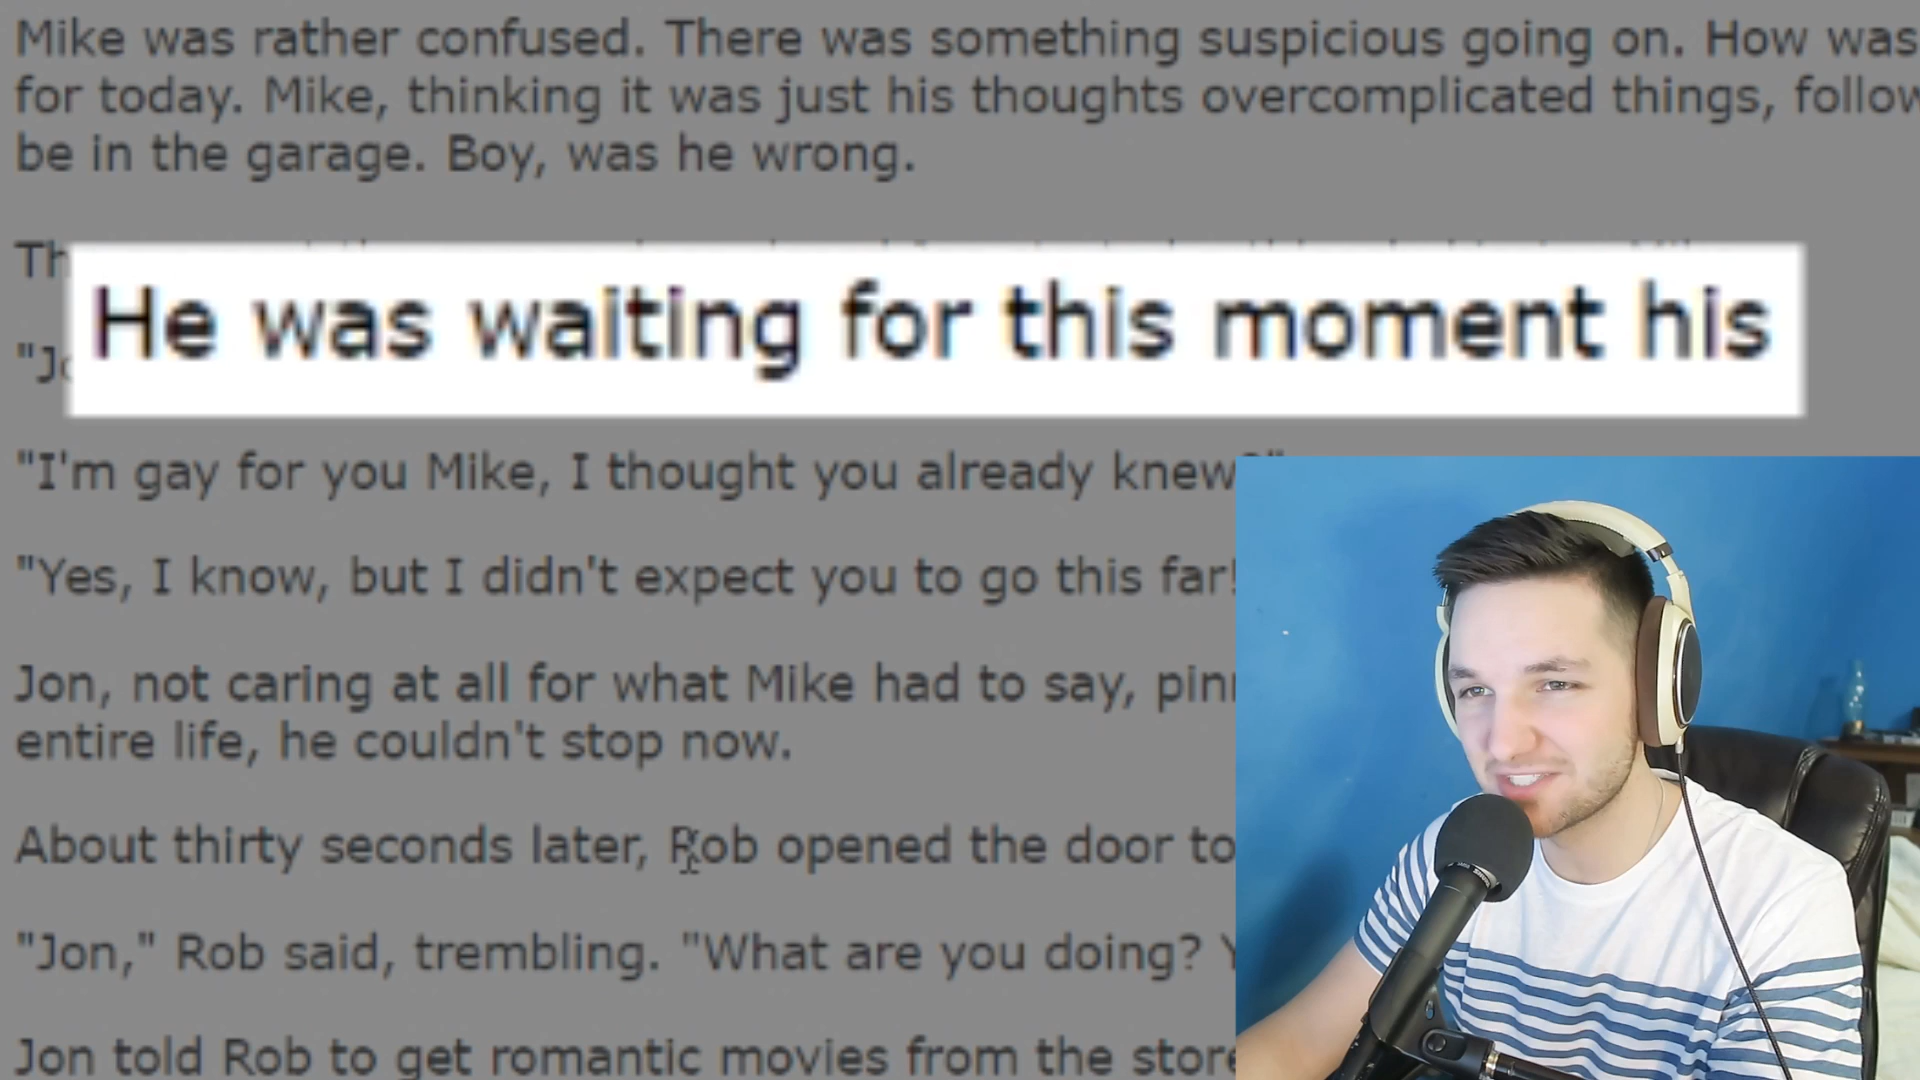 Mike was rather confused. There was something suspicious going on. How was
for today. Mike, thinking it was just his thoughts overcomplicated things, follow
be in the garage. Boy, was he wrong.
Th
He was waiting for this moment his
"Jo
"I'm gay for you Mike, I thought you already knew?"
"Yes, I know, but I didn't expect you to go this far!
Jon, not caring at all for what Mike had to say, pin
entire life, he couldn't stop now.
About thirty seconds later, Rob opened the door to
"Jon," Rob said, trembling. "What are you doing? Y
Jon told Rob to get romantic movies from the store